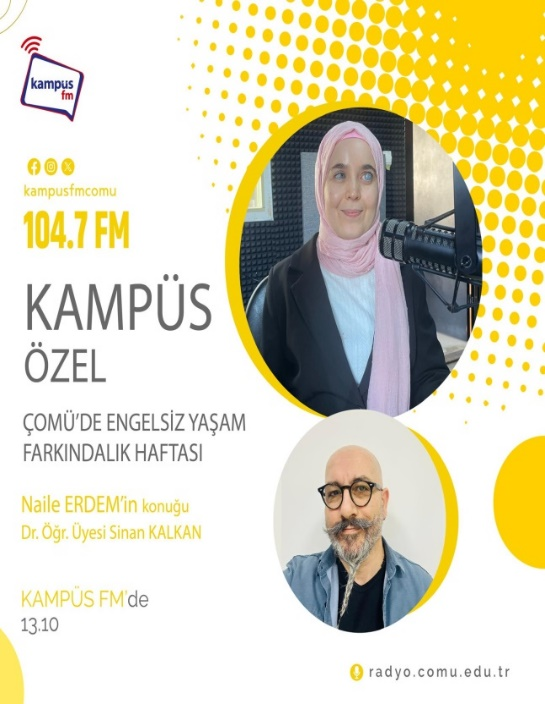 kampüs
fm
kampusfmcomu
104.7 FM
KAMPÜS
ÖZEL
ÇOMÜ’DE ENGELSİZ YAŞAM
FARKINDALIK HAFTASI
Naile ERDEM’in konuğu
Dr. Öğr. Üyesi Sinan KALKAN
KAMPÜS FM’de
13.10
radyo.comu.edu.tr